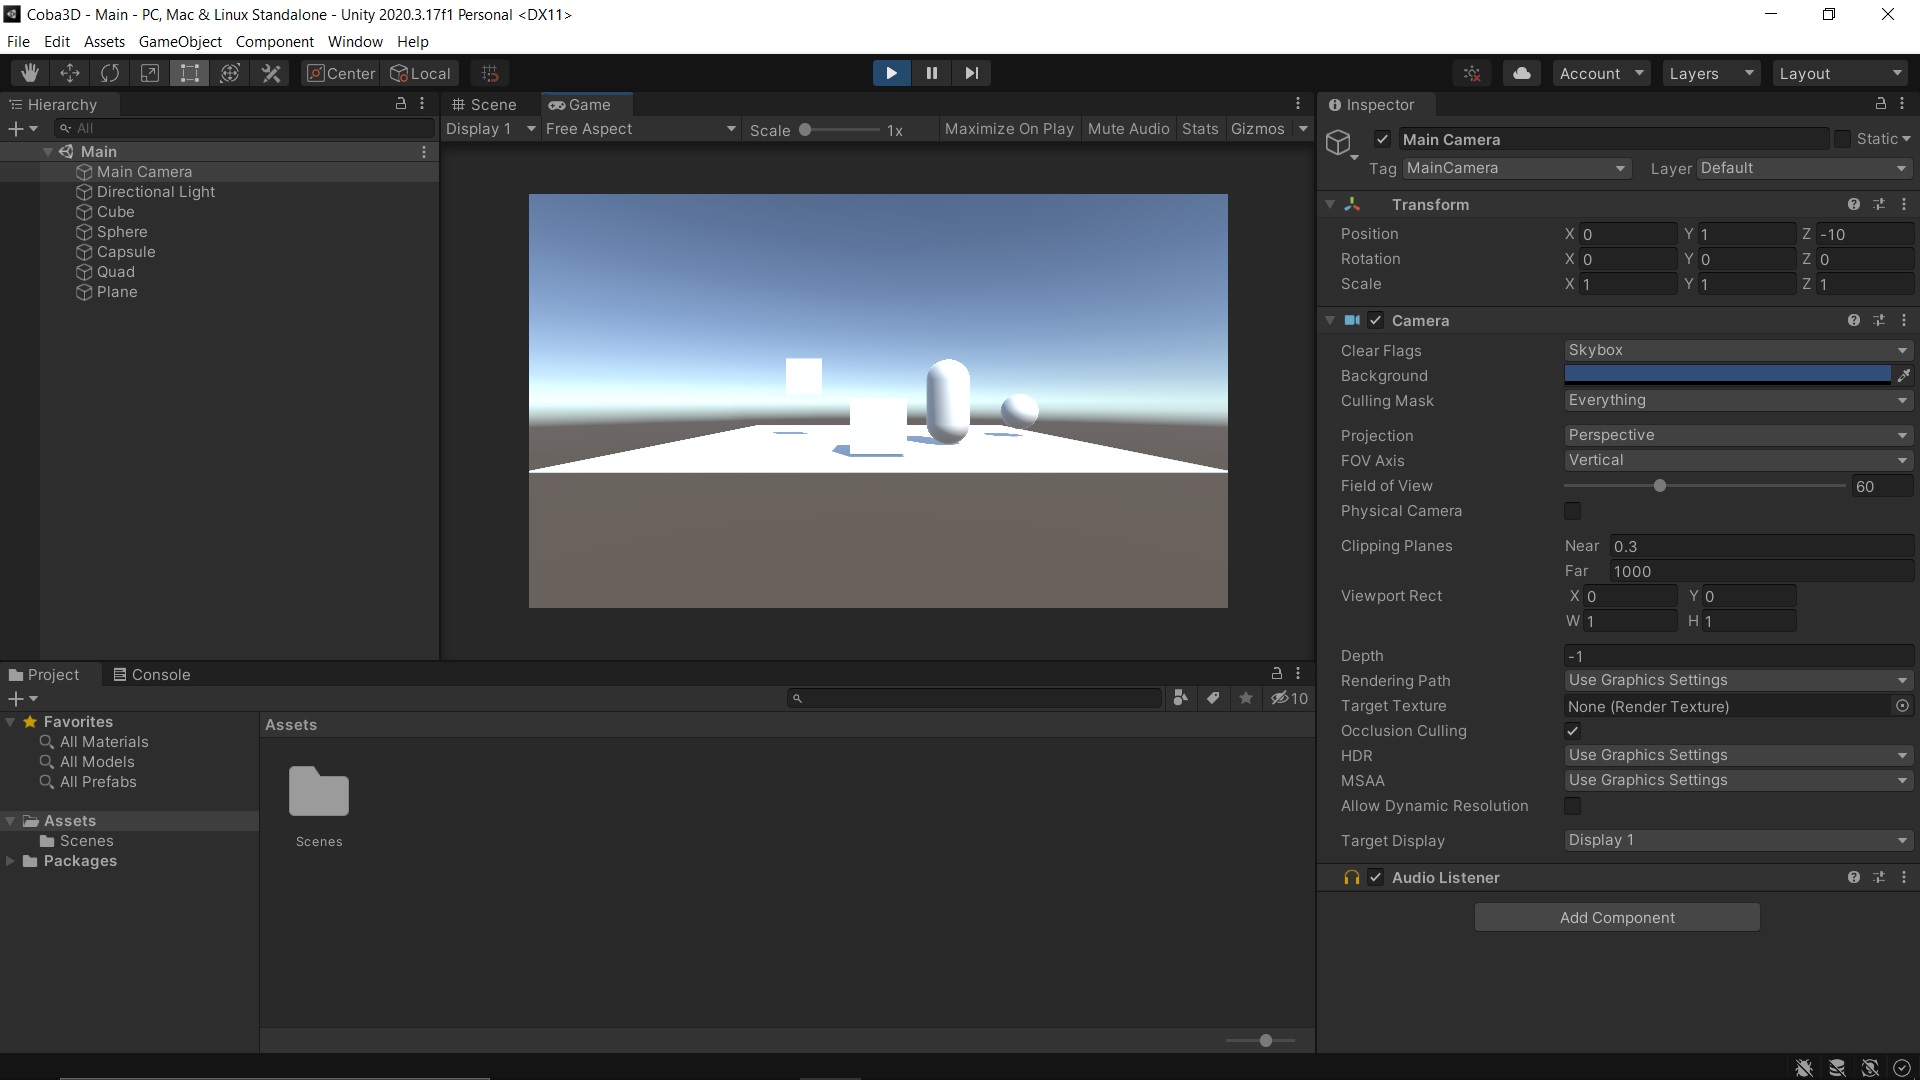 Coba3D - Main - PC, Mac & Linux Standalone - Unity 2020.3.17f1 Personal <DX11>
File Edit Assets GameObject Component Window Help
Center Local Account Layers Layout
Hierarchy
All
Main
Main Camera
Directional Light
Cube
Sphere
Capsule
Quad
Plane
Scene Game
Display 1 Free Aspect Scale 1x Maximize On Play Mute Audio Stats Gizmos
Project Console
10
Favorites
All Materials
All Models
All Prefabs
Assets
Scenes
Packages
Assets
Scenes
Inspector
Main Camera Static
Tag MainCamera Layer Default
Transform
Position X 0 Y 1 Z -10
Rotation X 0 Y 0 Z 0
Scale X 1 Y 1 Z 1
Camera
Clear Flags Skybox
Background
Culling Mask Everything
Projection Perspective
FOV Axis Vertical
Field of View 60
Physical Camera
Clipping Planes Near 0.3
Far 1000
Viewport Rect X 0 Y 0
W 1 H 1
Depth -1
Rendering Path Use Graphics Settings
Target Texture None (Render Texture)
Occlusion Culling
HDR Use Graphics Settings
MSAA Use Graphics Settings
Allow Dynamic Resolution
Target Display Display 1
Audio Listener
Add Component